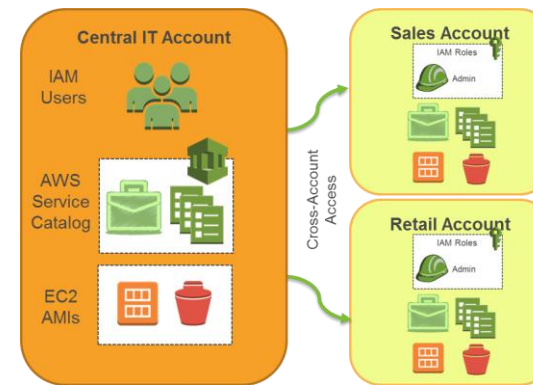 Central IT Account
IAM
Users
AWS
Service
Catalog
EC2
AMIs
Cross-Account
Access
Sales Account
IAM Roles
Admin
Retail Account
IAM Roles
Admin